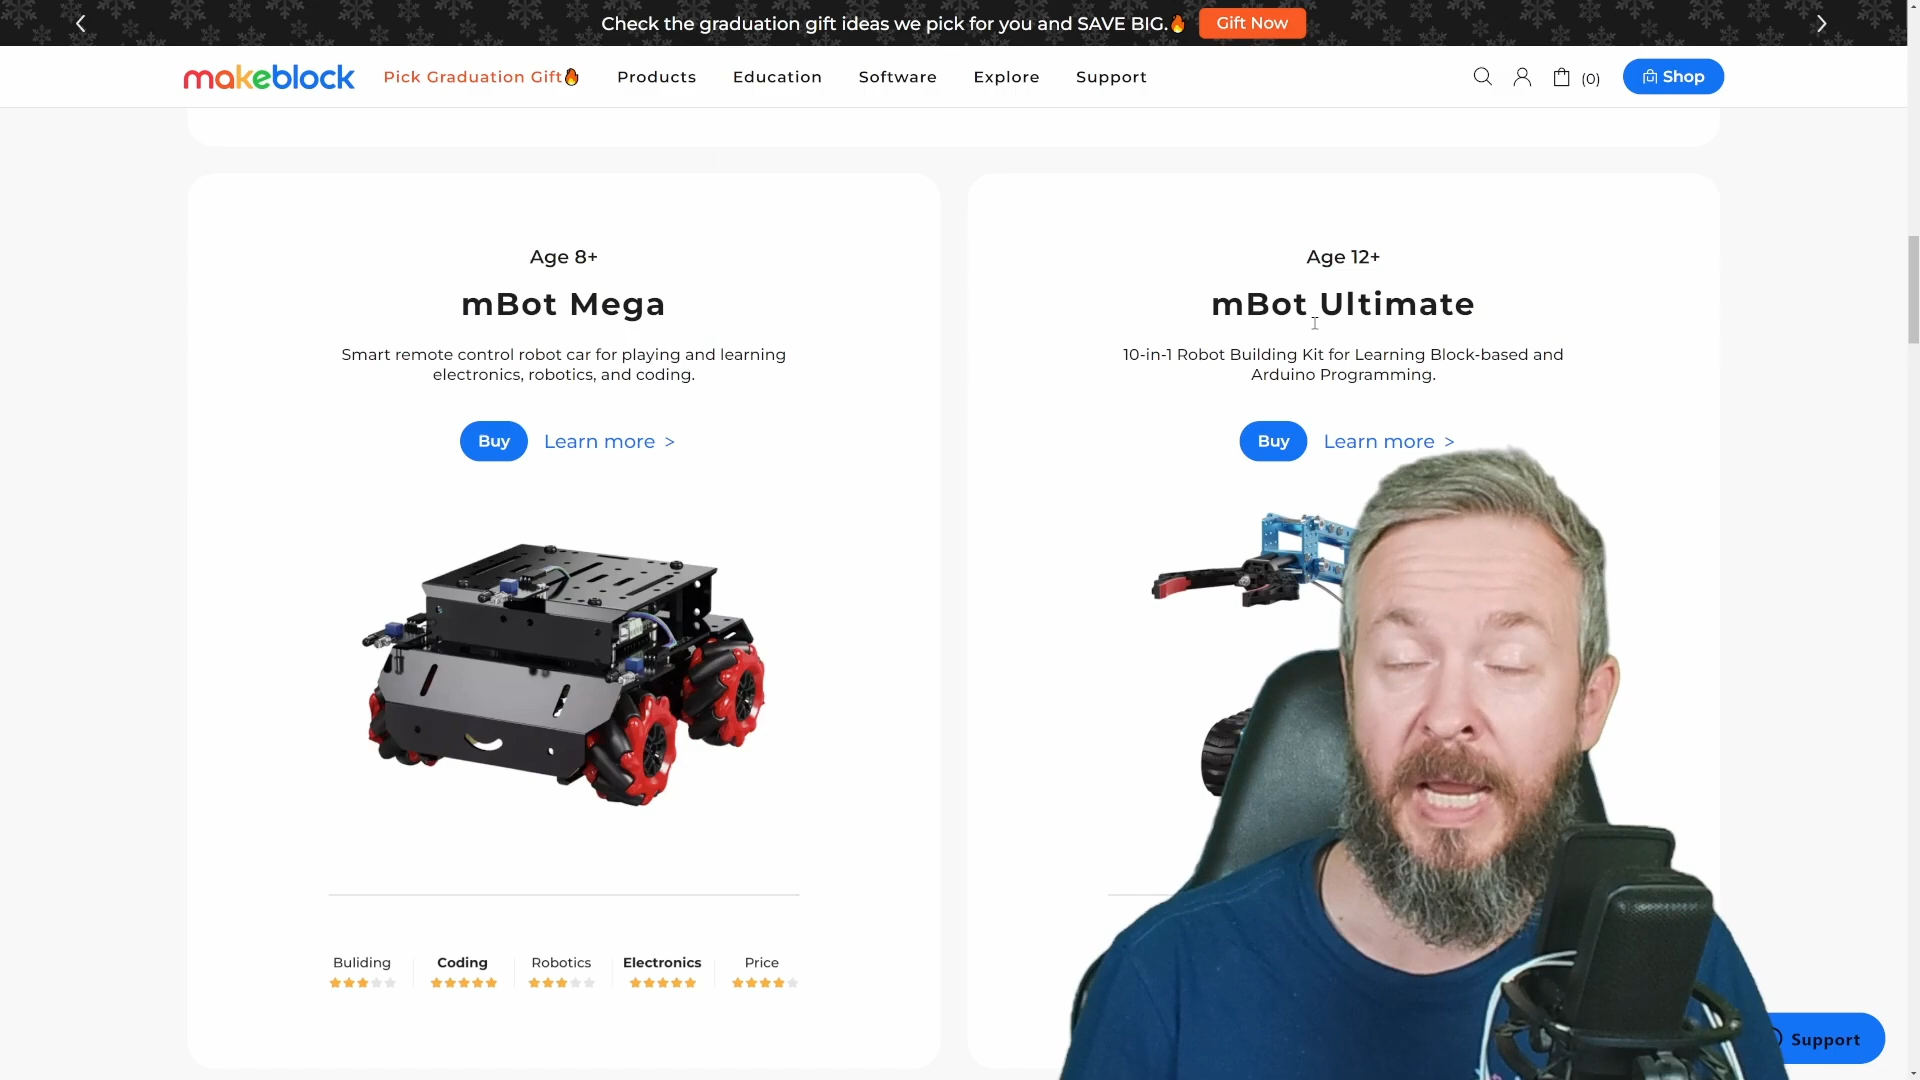 Check the graduation gift ideas we pick for you and SAVE BIG.🔥 Gift Now
makeblock Pick Graduation Gift🔥 Products Education Software Explore Support (0) Shop
Age 8+
mBot Mega
Smart remote control robot car for playing and learning
electronics, robotics, and coding.
Buy Learn more >
Buliding Coding Robotics Electronics Price
Age 12+
mBot Ultimate
10-in-1 Robot Building Kit for Learning Block-based and
Arduino Programming.
Buy Learn more >
Support